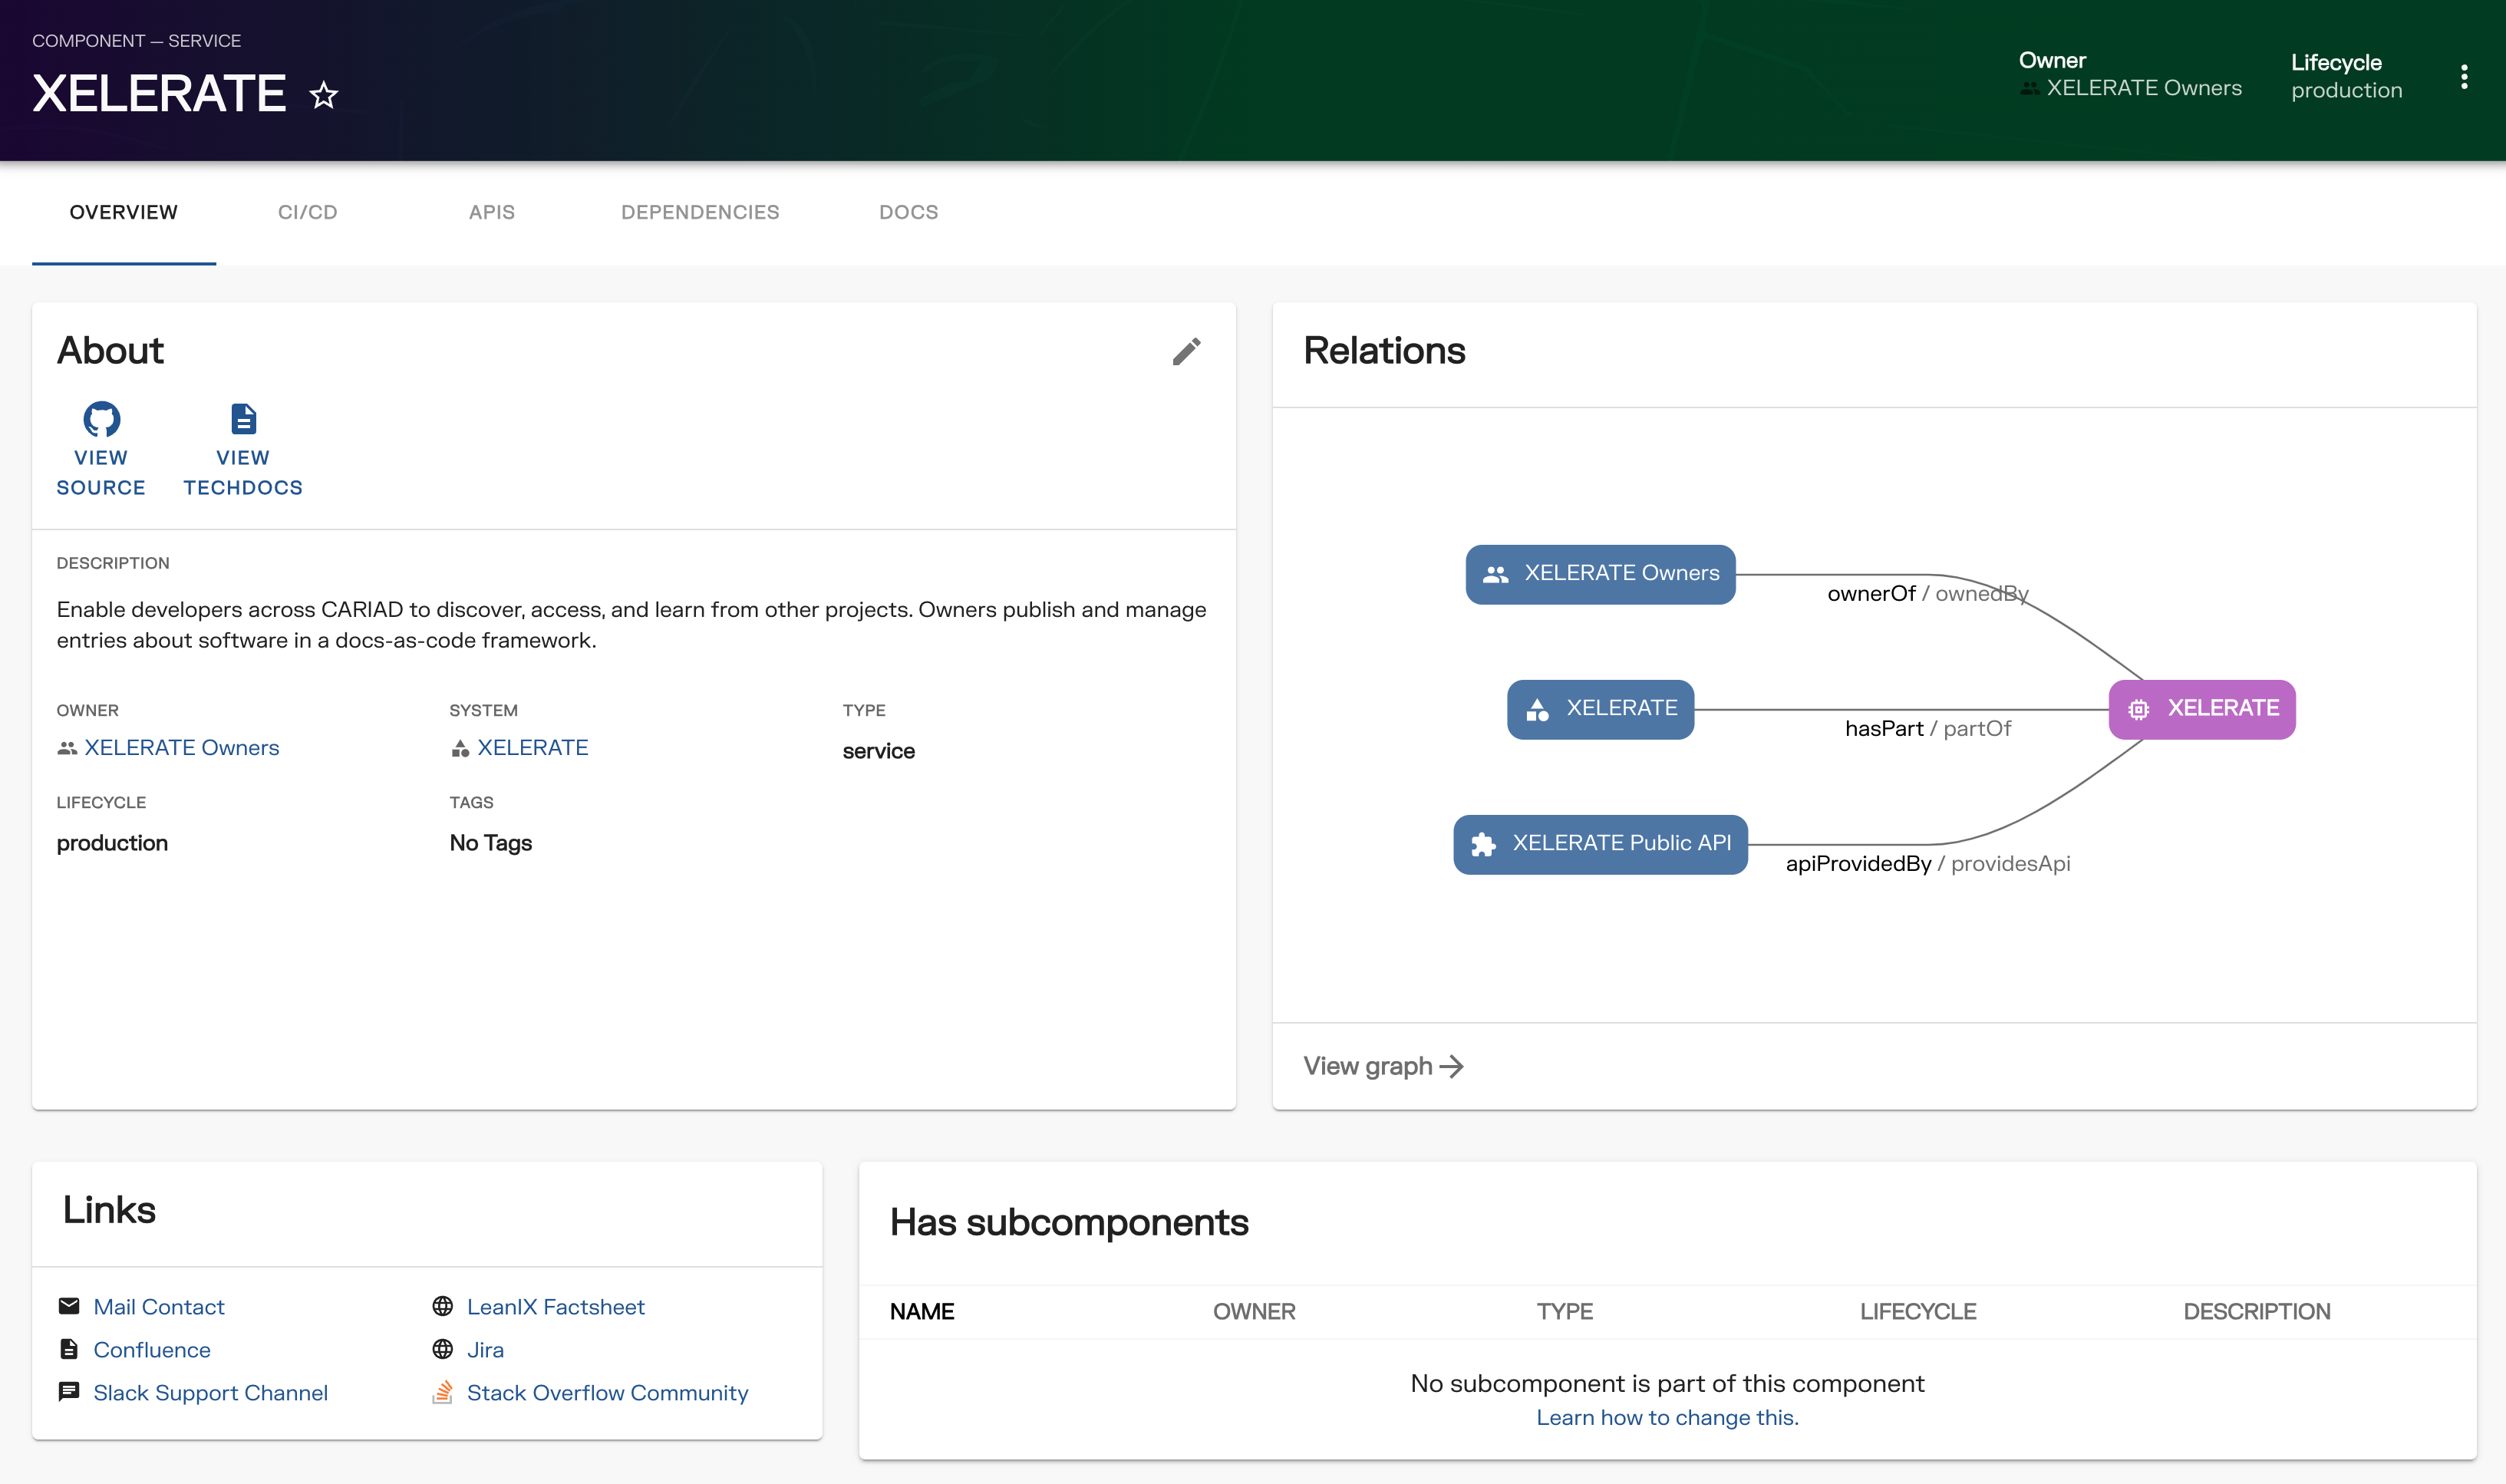 COMPONENT — SERVICE
XELERATE
Owner
XELERATE Owners
Lifecycle
production
OVERVIEW
CI/CD
APIS
DEPENDENCIES
DOCS
About
VIEW
SOURCE
VIEW
TECHDOCS
DESCRIPTION
Enable developers across CARIAD to discover, access, and learn from other projects. Owners publish and manage
entries about software in a docs-as-code framework.
OWNER
XELERATE Owners
SYSTEM
XELERATE
TYPE
service
LIFECYCLE
production
TAGS
No Tags
Relations
XELERATE Owners
ownerOf / ownedBy
XELERATE
hasPart / partOf
XELERATE
XELERATE Public API
apiProvidedBy / providesApi
View graph
Links
Mail Contact
LeanIX Factsheet
Confluence
Jira
Slack Support Channel
Stack Overflow Community
Has subcomponents
NAME OWNER TYPE LIFECYCLE DESCRIPTION
No subcomponent is part of this component
Learn how to change this.